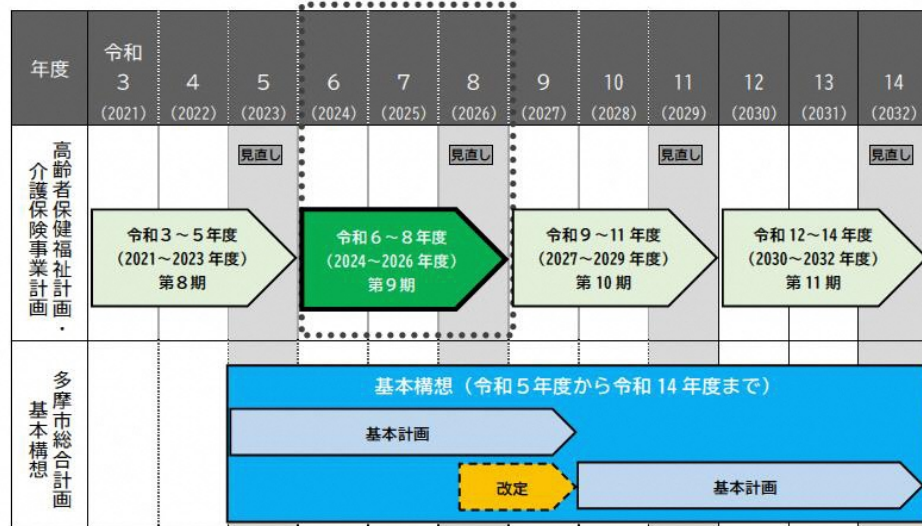 年度
令和
3
4
5
6
7
8
9
10
11
12
13
14
(2021)
(2022)
(2023)
(2024)
(2025)
(2026)
(2027)
(2028)
(2029)
(2030)
(2031)
(2032)
高齢者保健福祉計画・
介護保険事業計画
見直し
見直し
見直し
見直し
令和3～5年度
(2021～2023年度)
第8期
令和6～8年度
(2024～2026年度)
第9期
令和9～11年度
(2027～2029年度)
第10期
令和12～14年度
(2030～2032年度)
第11期
多摩市総合計画
基本構想
基本構想（令和5年度から令和14年度まで）
基本計画
改定
基本計画